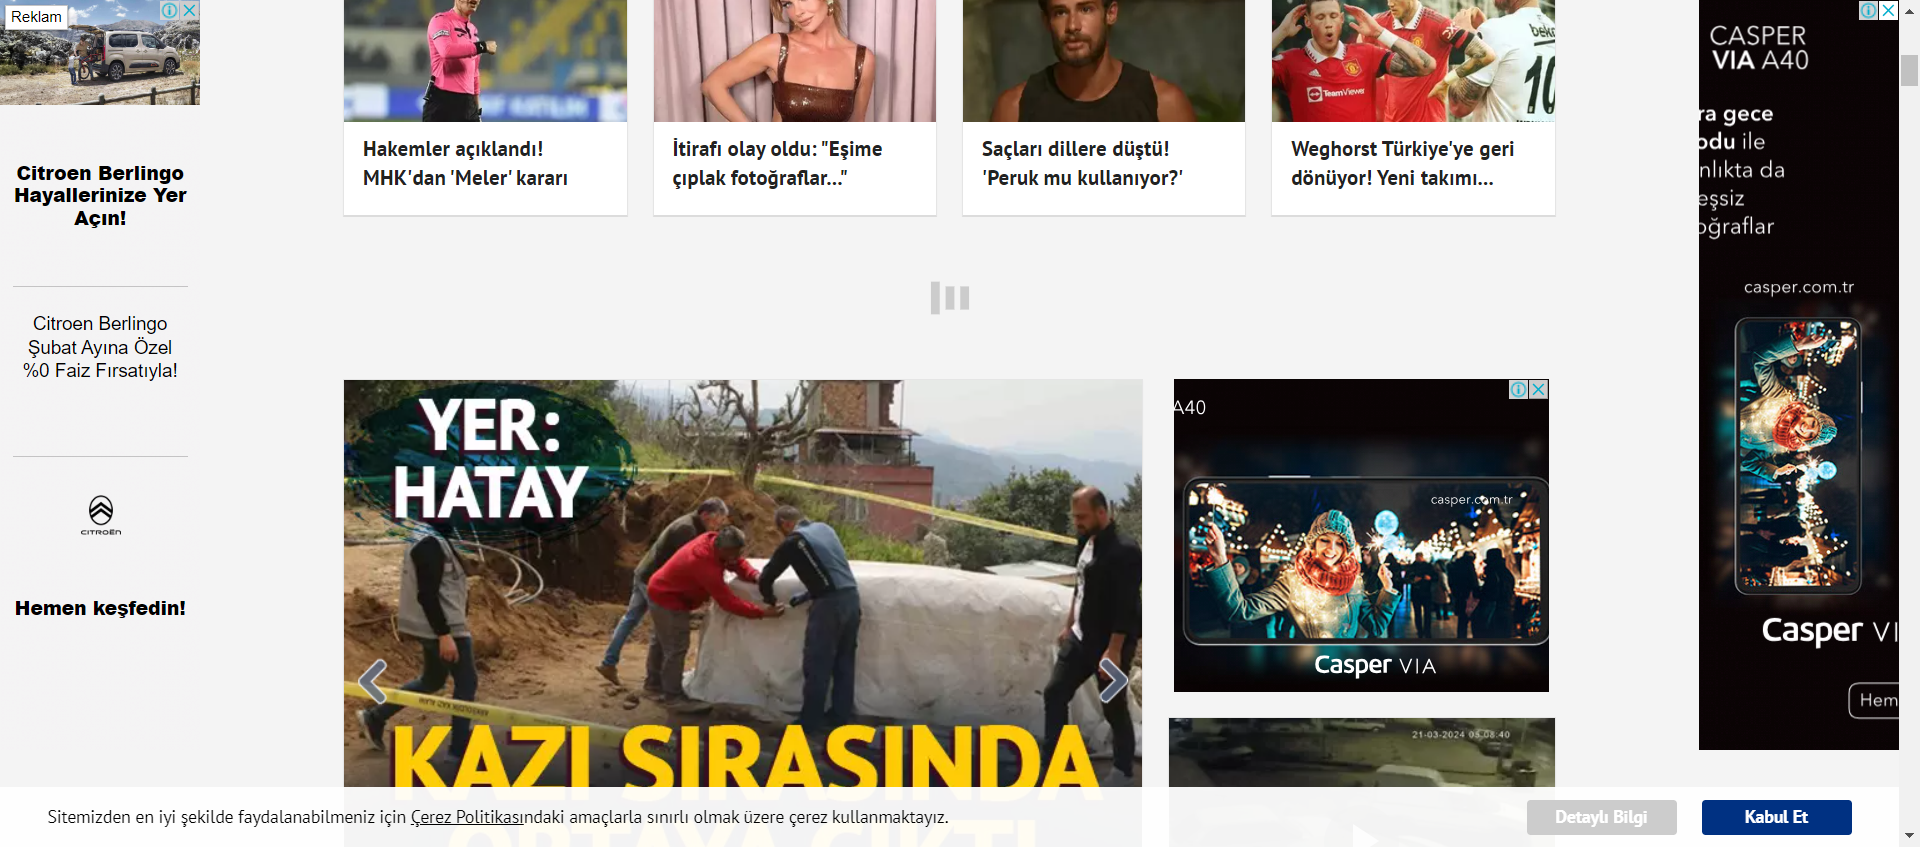 Reklam
Citroen Berlingo
Hayallerinize Yer
Açın!
Citroen Berlingo
Şubat Ayına Özel
%0 Faiz Fırsatıyla!
CITROËN
Hemen keşfedin!
TeamViewer
10
Hakemler açıklandı!
MHK'dan 'Meler' kararı
İtirafı olay oldu: "Eşime
çıplak fotoğraflar..."
Saçları dillere düştü!
'Peruk mu kullanıyor?'
Weghorst Türkiye'ye geri
dönüyor! Yeni takımı...
YER:
HATAY
KAZI SIRASINDA
ORTAYA ÇIKTI
A40
casper.com.tr
Casper VIA
21-03-2024 05:08:40
CASPER
VIA A40
ra gece
odu ile
nlıkta da
eşsiz
oğraflar
casper.com.tr
Casper VI
Hem
Sitemizden en iyi şekilde faydalanabilmeniz için Çerez Politikasındaki amaçlarla sınırlı olmak üzere çerez kullanmaktayız.
Detaylı Bilgi
Kabul Et